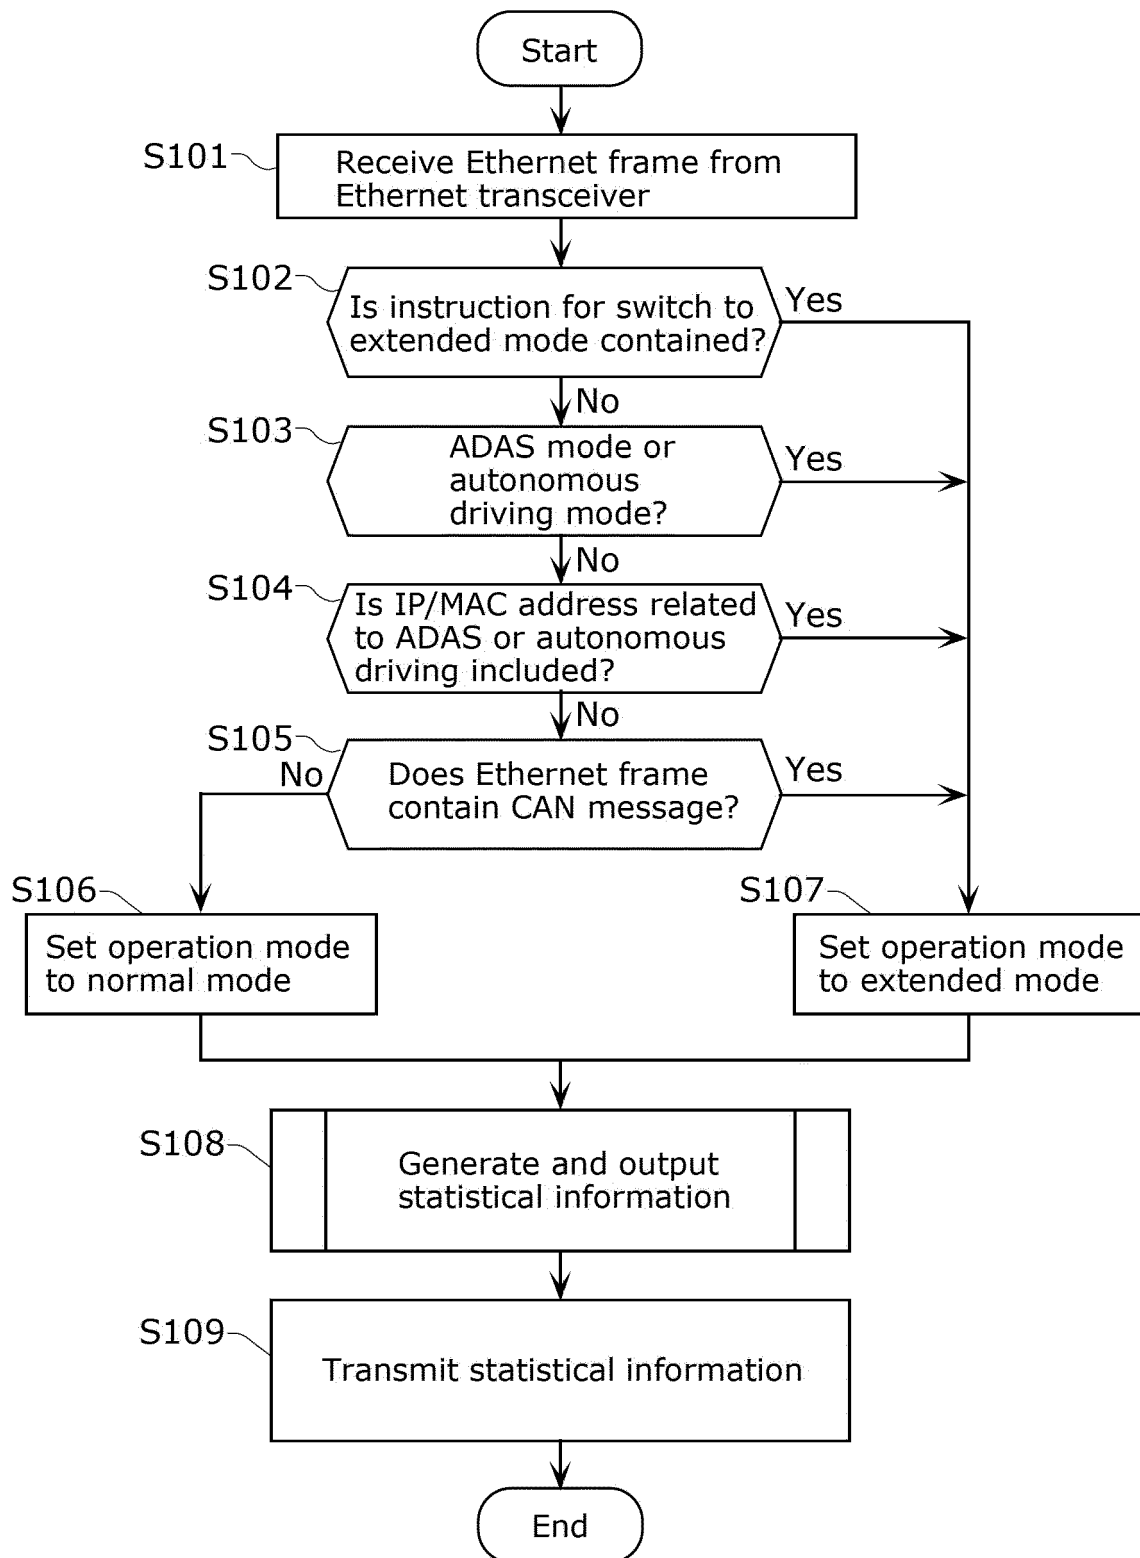 Start
S101
Receive Ethernet frame from
Ethernet transceiver
S102
Is instruction for switch to
extended mode contained?
Yes
No
S103
ADAS mode or
autonomous
driving mode?
Yes
No
S104
Is IP/MAC address related
to ADAS or autonomous
driving included?
Yes
No
S105
No
Does Ethernet frame
contain CAN message?
Yes
S106
Set operation mode
to normal mode
S107
Set operation mode
to extended mode
S108
Generate and output
statistical information
S109
Transmit statistical information
End